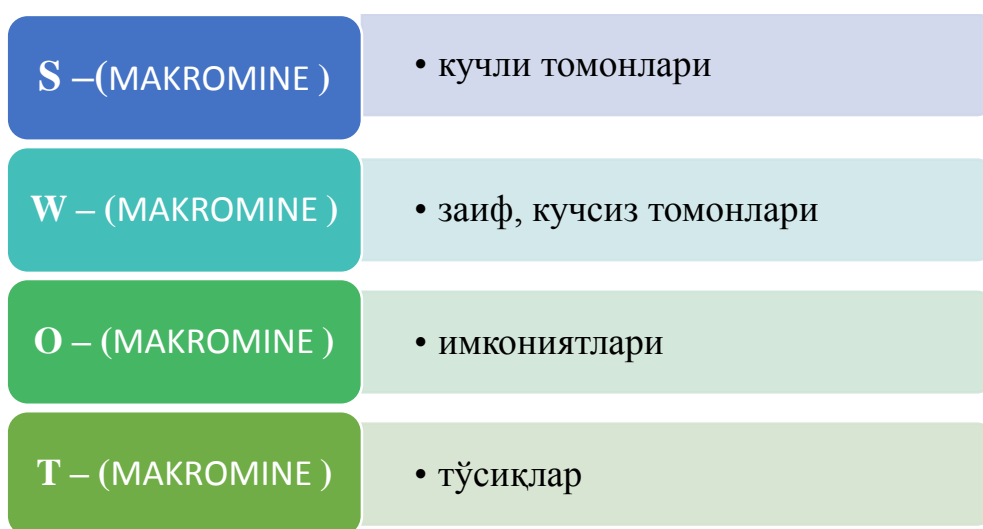 S –(MAKROMINE )
• кучли томонлари
W – (MAKROMINE )
• заиф, кучсиз томонлари
O – (MAKROMINE )
• имкониятлари
T – (MAKROMINE )
• тўсиқлар